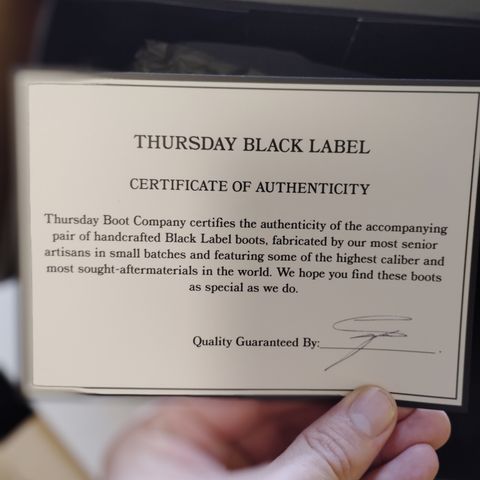 THURSDAY BLACK LABEL
CERTIFICATE OF AUTHENTICITY
Thursday Boot Company certifies the authenticity of the accompanying
pair of handcrafted Black Label boots, fabricated by our most senior
artisans in small batches and featuring some of the highest caliber and
most sought-aftermaterials in the world. We hope you find these boots
as special as we do.
Quality Guaranteed By: